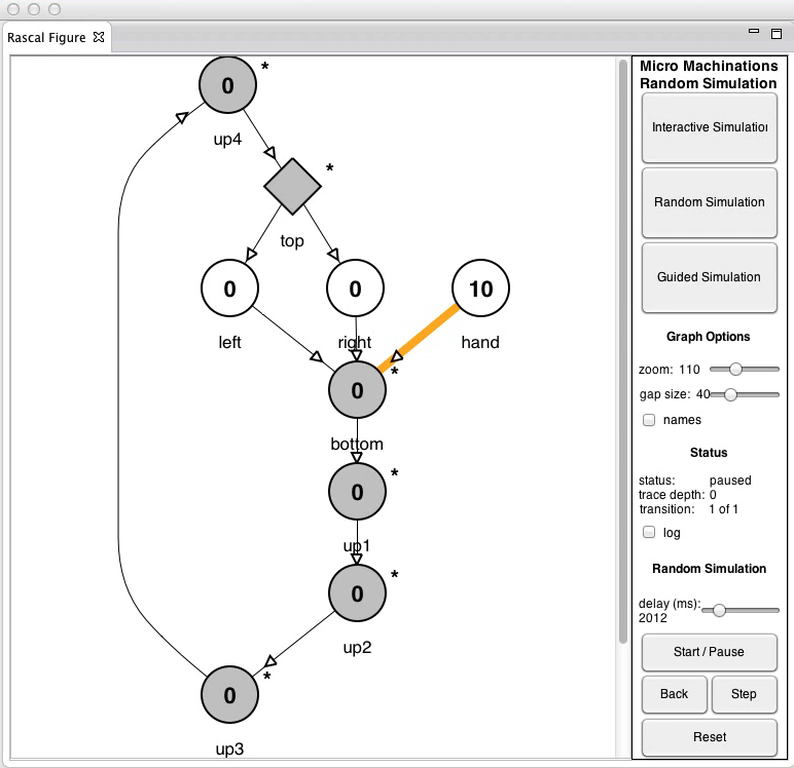 Rascal Figure
0
*
up4
*
top
0
0
10
left
right
hand
0
*
bottom
0
*
up1
0
*
up2
0
*
up3
Micro Machinations
Random Simulation
Interactive Simulation
Random Simulation
Guided Simulation
Graph Options
zoom: 110
gap size: 40
names
Status
status: paused
trace depth: 0
transition: 1 of 1
log
Random Simulation
delay (ms):
2012
Start / Pause
Back
Step
Reset